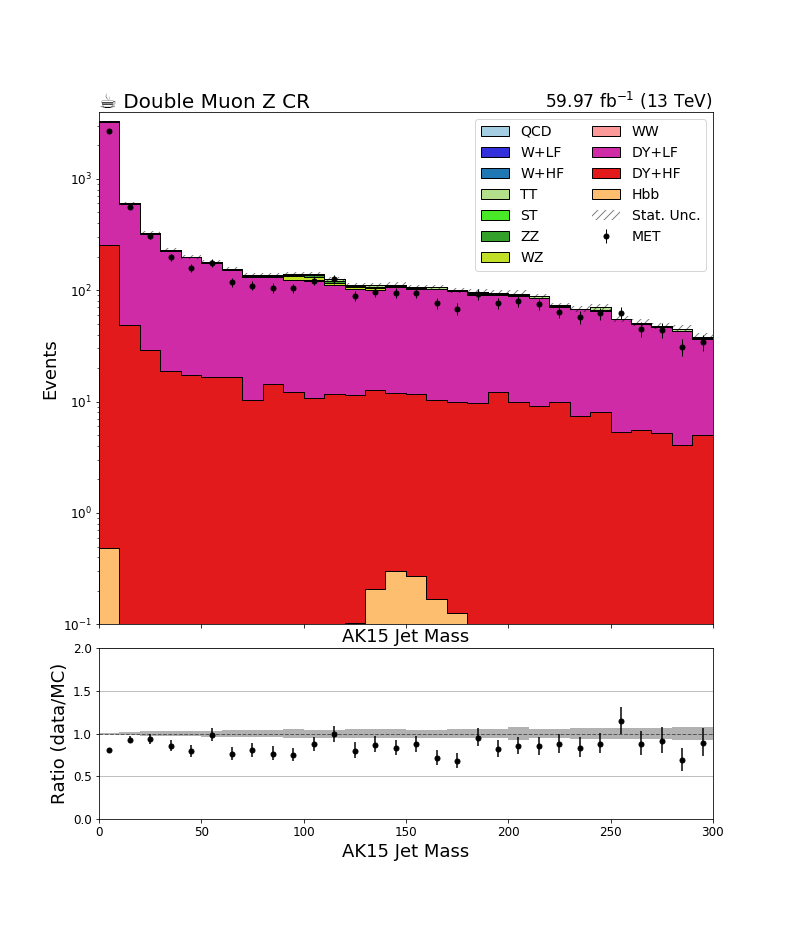 ☕ Double Muon Z CR 59.97 fb⁻¹ (13 TeV)
QCD WW
W+LF DY+LF
W+HF DY+HF
TT Hbb
ST Stat. Unc.
ZZ MET
WZ
10³
10²
10¹
10⁰
10⁻¹
Events
AK15 Jet Mass
2.0
1.5
1.0
0.5
0.0
Ratio (data/MC)
0 50 100 150 200 250 300
AK15 Jet Mass